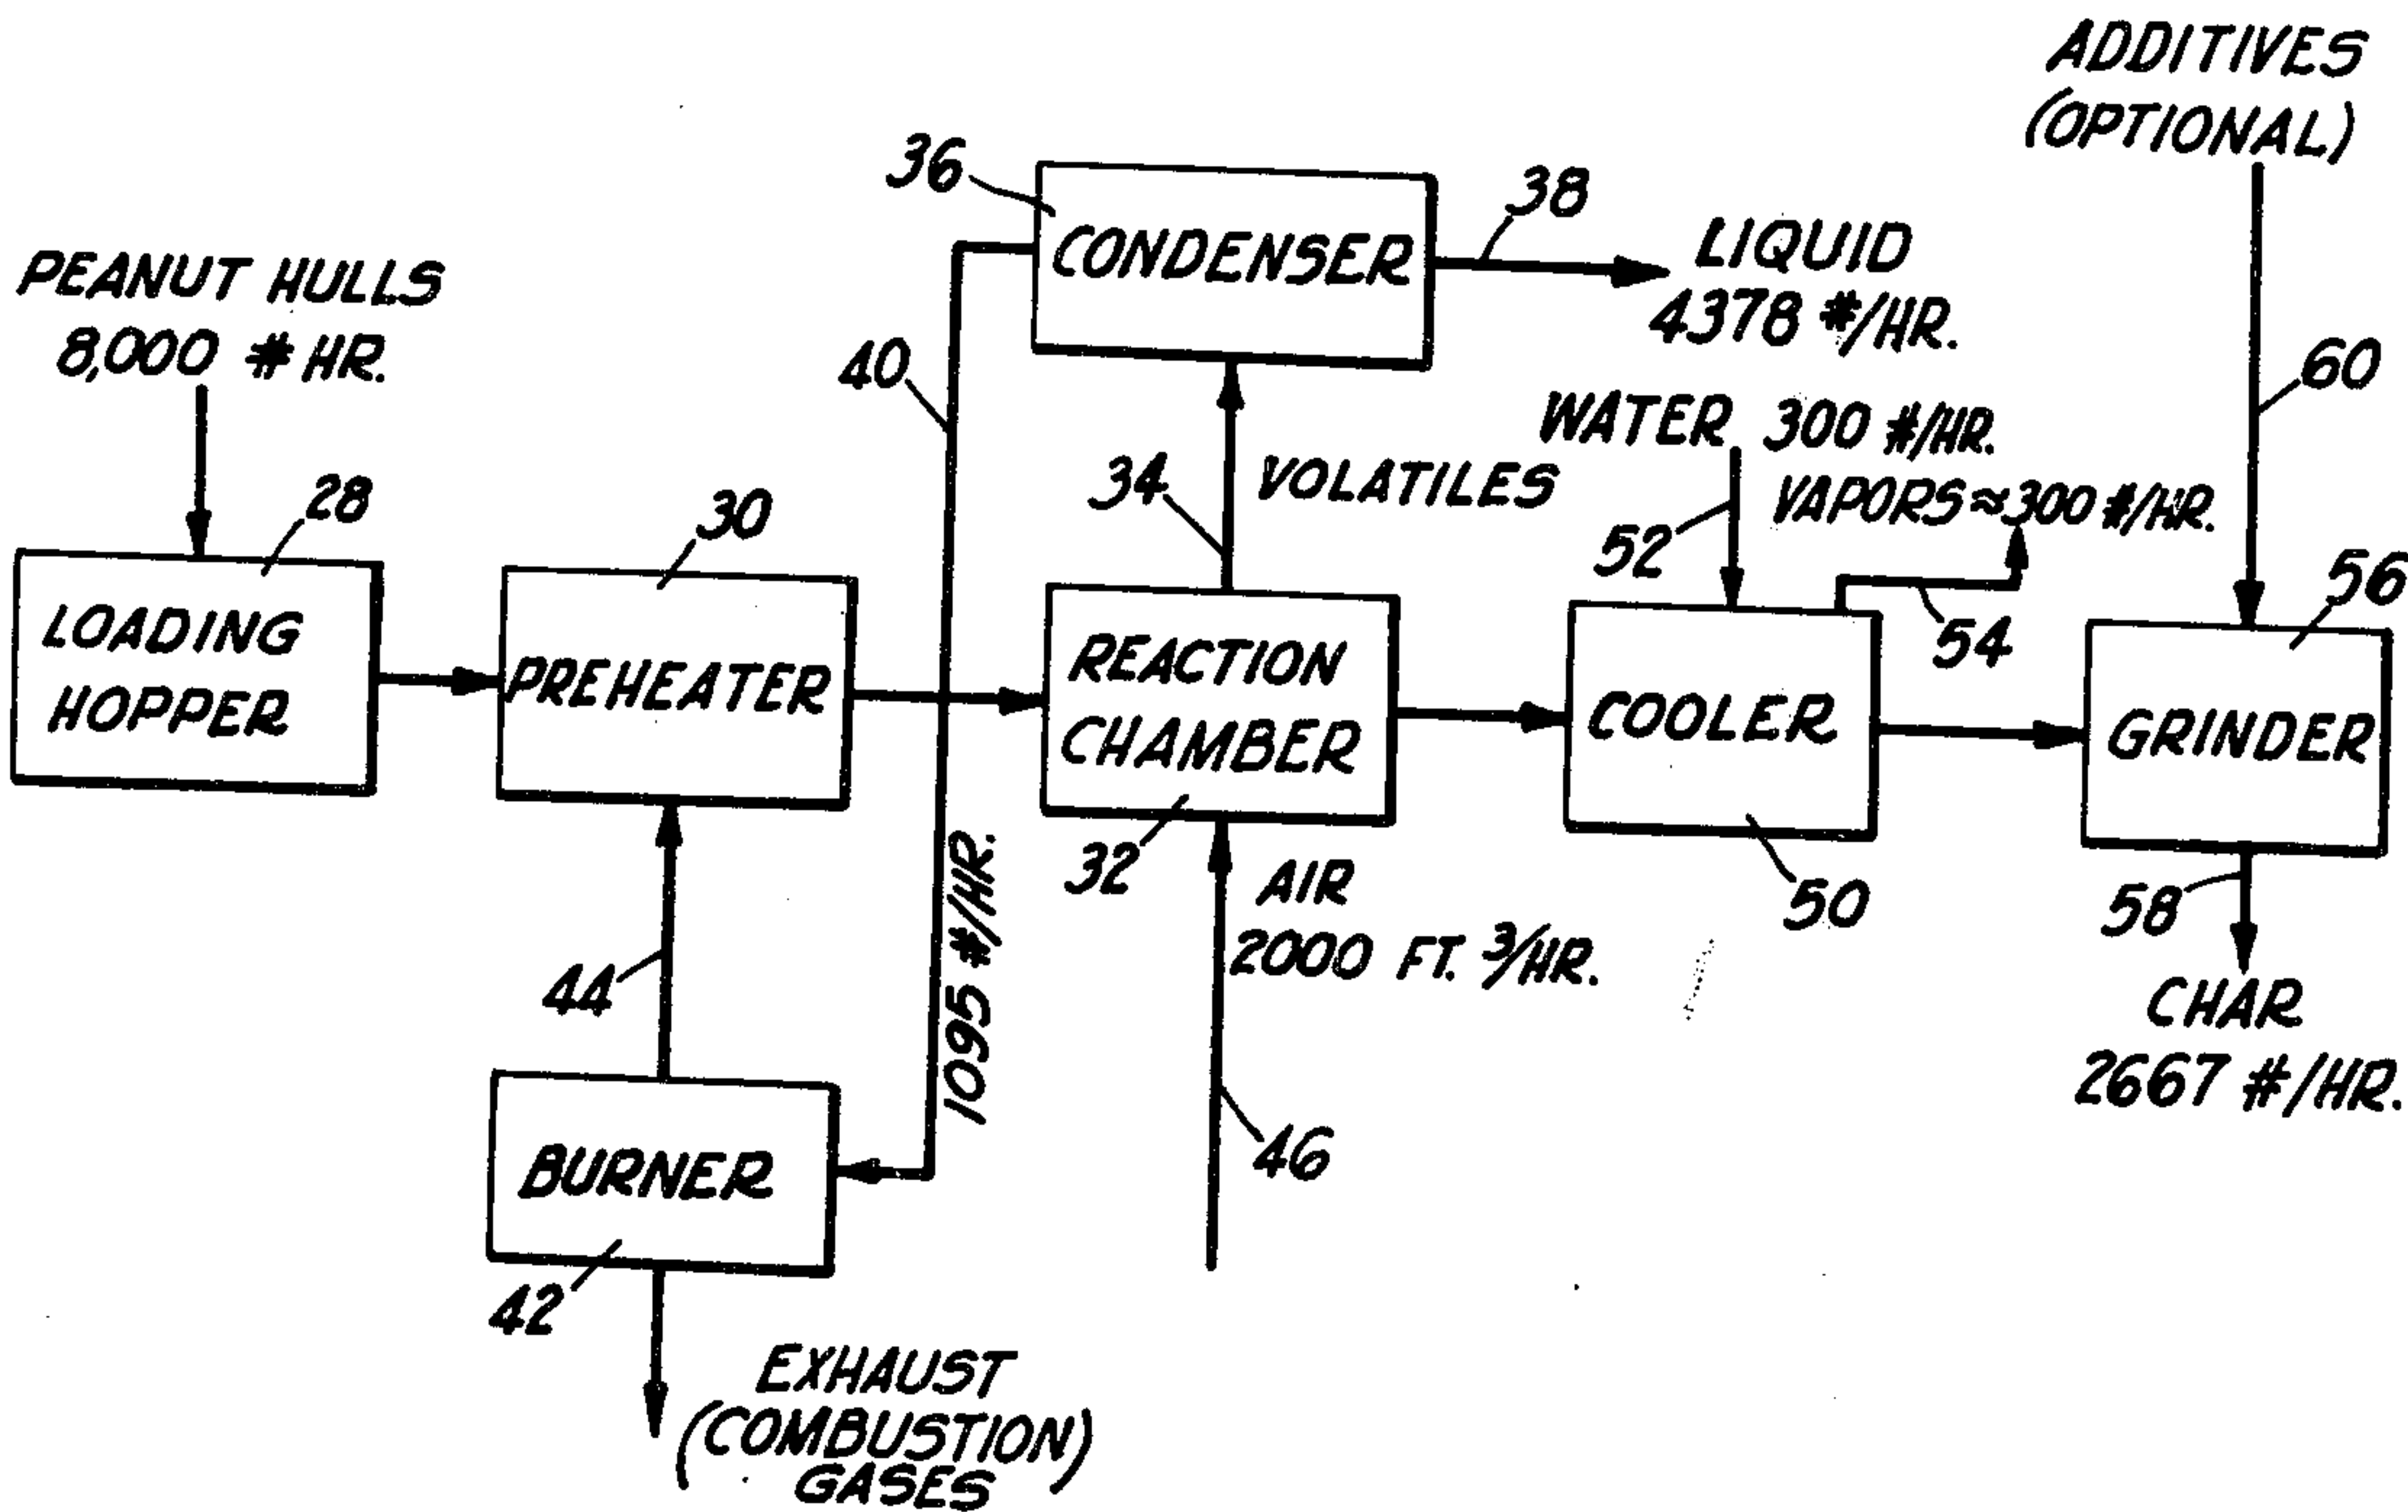 ADDITIVES
(OPTIONAL)
36
38
CONDENSER
LIQUID
4378 #/HR.
PEANUT HULLS
8,000 # HR.
40
60
WATER 300 #/HR.
34
VOLATILES
VAPORS≈300 #/HR.
28
30
52
54
56
LOADING
HOPPER
PREHEATER
REACTION
CHAMBER
COOLER
GRINDER
32
AIR
2000 FT. 3/HR.
50
58
44
1095 #/HR.
CHAR
2667 #/HR.
BURNER
46
42
EXHAUST
(COMBUSTION)
GASES